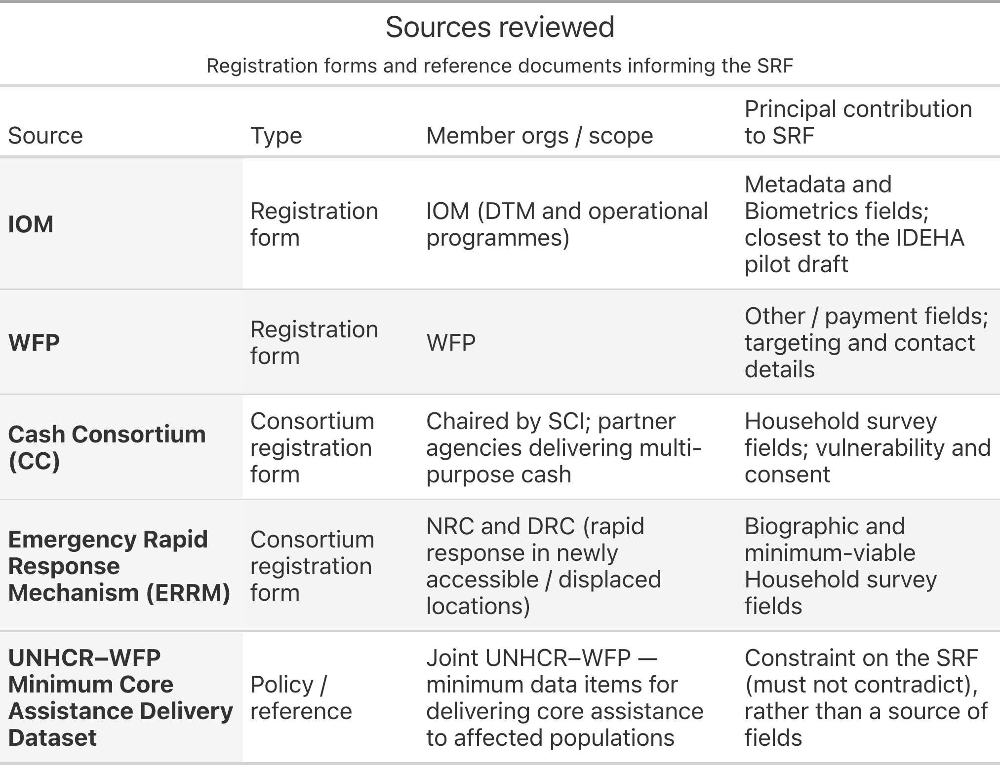 Sources reviewed
Registration forms and reference documents informing the SRF
Source
Type
Member orgs / scope
Principal contribution
to SRF
IOM
Registration
form
IOM (DTM and operational
programmes)
Metadata and
Biometrics fields;
closest to the IDEHA
pilot draft
WFP
Registration
form
WFP
Other / payment fields;
targeting and contact
details
Cash Consortium
(CC)
Consortium
registration
form
Chaired by SCI; partner
agencies delivering multi-
purpose cash
Household survey
fields; vulnerability and
consent
Emergency Rapid
Response
Mechanism (ERRM)
Consortium
registration
form
NRC and DRC (rapid
response in newly
accessible / displaced
locations)
Biographic and
minimum-viable
Household survey
fields
UNHCR–WFP
Minimum Core
Assistance Delivery
Dataset
Policy /
reference
Joint UNHCR–WFP —
minimum data items for
delivering core assistance
to affected populations
Constraint on the SRF
(must not contradict),
rather than a source of
fields